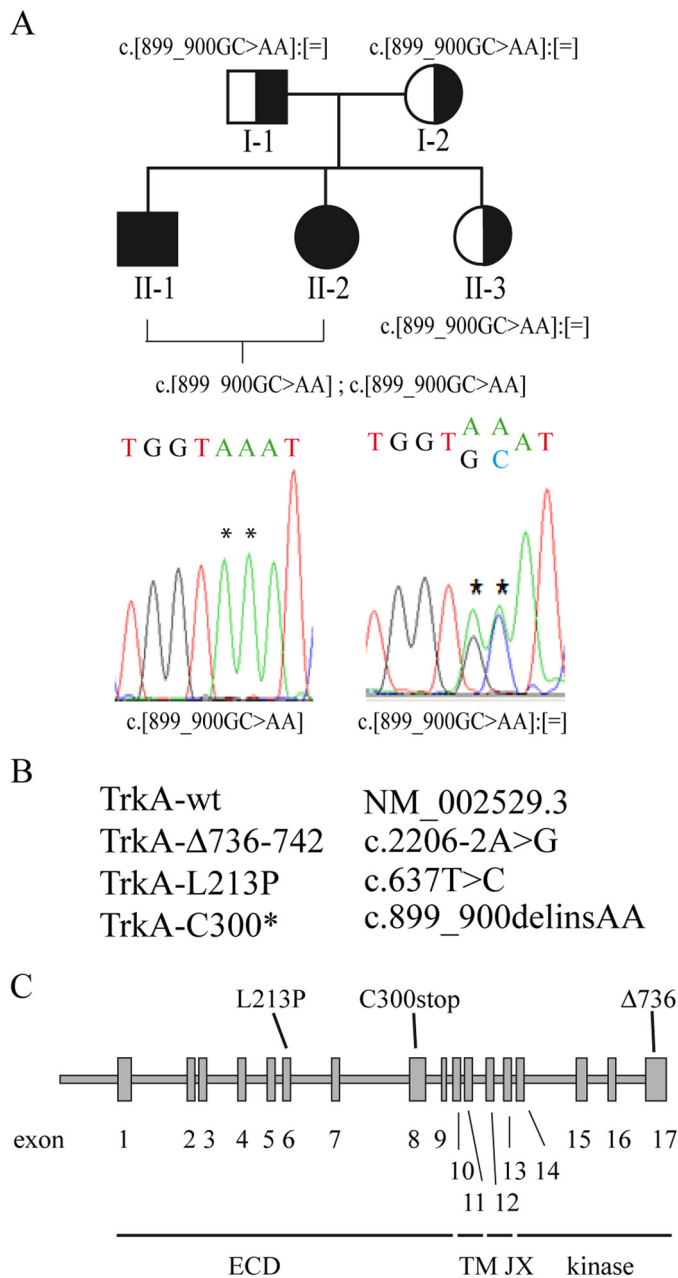 A
c.[899_900GC>AA]:[=] c.[899_900GC>AA]:[=]
I-1 I-2
II-1 II-2 II-3
c.[899_900GC>AA]:[=]
c.[899 900GC>AA] ; c.[899_900GC>AA]
T G G T A A A T
T G G T A A A T
G C
* *
* *
c.[899_900GC>AA] c.[899_900GC>AA]:[=]
B
TrkA-wt NM_002529.3
TrkA-Δ736-742 c.2206-2A>G
TrkA-L213P c.637T>C
TrkA-C300* c.899_900delinsAA
C
L213P C300stop Δ736
exon 1 2 3 4 5 6 7 8 9 15 16 17
10 13 14
11 12
ECD TM JX kinase